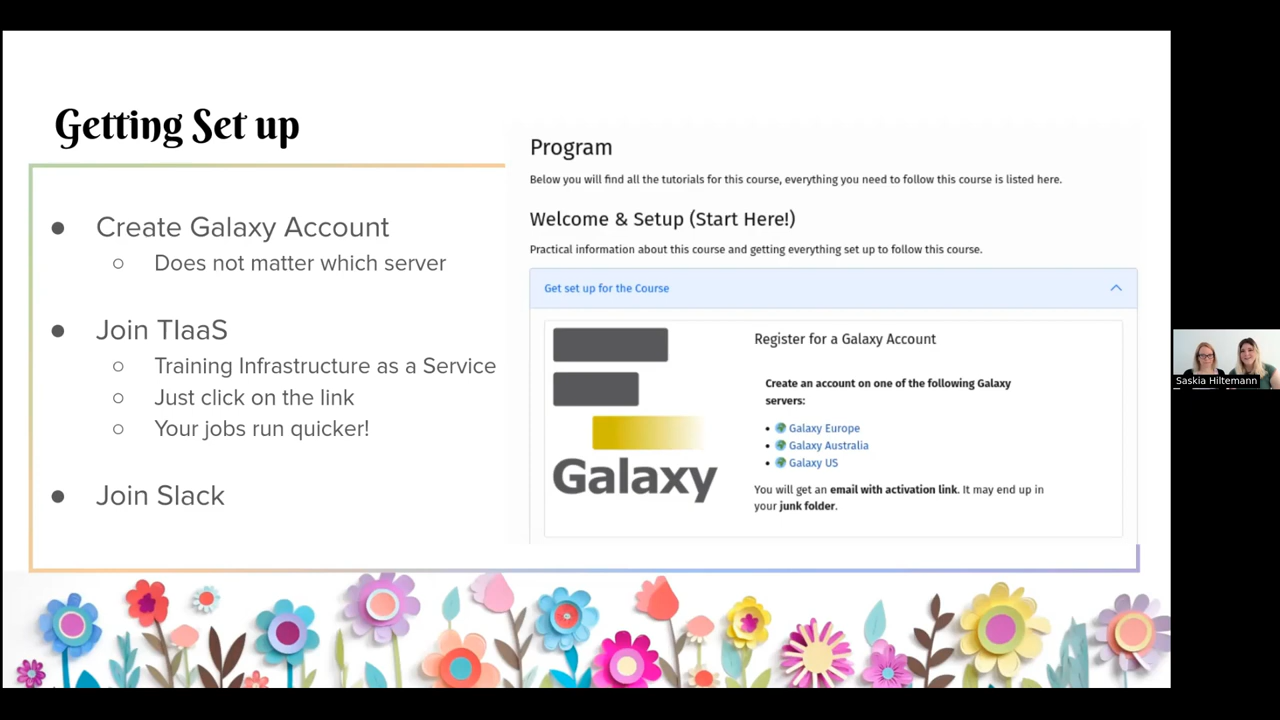 Getting Set up
● Create Galaxy Account
○ Does not matter which server
● Join TIaaS
○ Training Infrastructure as a Service
○ Just click on the link
○ Your jobs run quicker!
● Join Slack
Program
Below you will find all the tutorials for this course, everything you need to follow this course is listed here.
Welcome & Setup (Start Here!)
Practical information about this course and getting everything set up to follow this course.
Get set up for the Course
Galaxy
Register for a Galaxy Account
Create an account on one of the following Galaxy
servers:
• Galaxy Europe
• Galaxy Australia
• Galaxy US
You will get an email with activation link. It may end up in
your junk folder.
Saskia Hiltemann